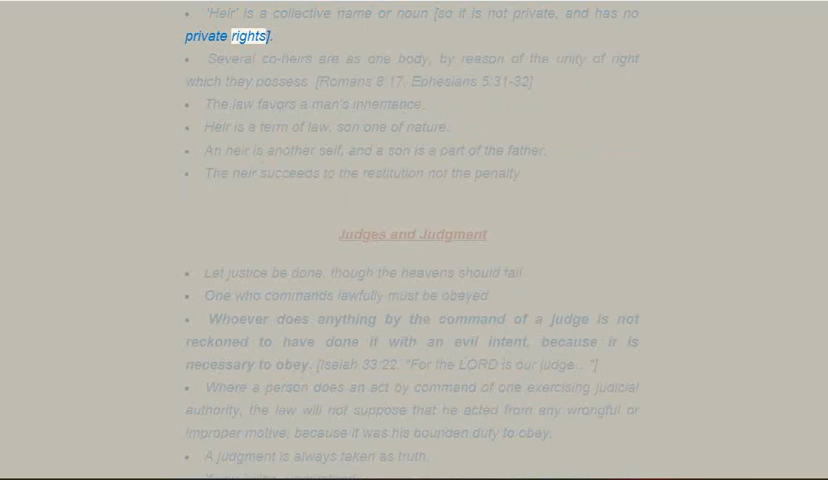 • 'Heir' is a collective name or noun [so it is not private, and has no
private rights].
• Several co-heirs are as one body, by reason of the unity of right
which they possess. [Romans 8:17, Ephesians 5:31-32]
• The law favors a man's inheritance.
• Heir is a term of law, son one of nature.
• An heir is another self, and a son is a part of the father.
• The heir succeeds to the restitution not the penalty.
Judges and Judgment
• Let justice be done, though the heavens should fall.
• One who commands lawfully must be obeyed.
• Whoever does anything by the command of a judge is not
reckoned to have done it with an evil intent, because it is
necessary to obey. [Isaiah 33:22, "For the LORD is our judge..."]
• Where a person does an act by command of one exercising judicial
authority, the law will not suppose that he acted from any wrongful or
improper motive, because it was his bounden duty to obey.
• A judgment is always taken as truth.